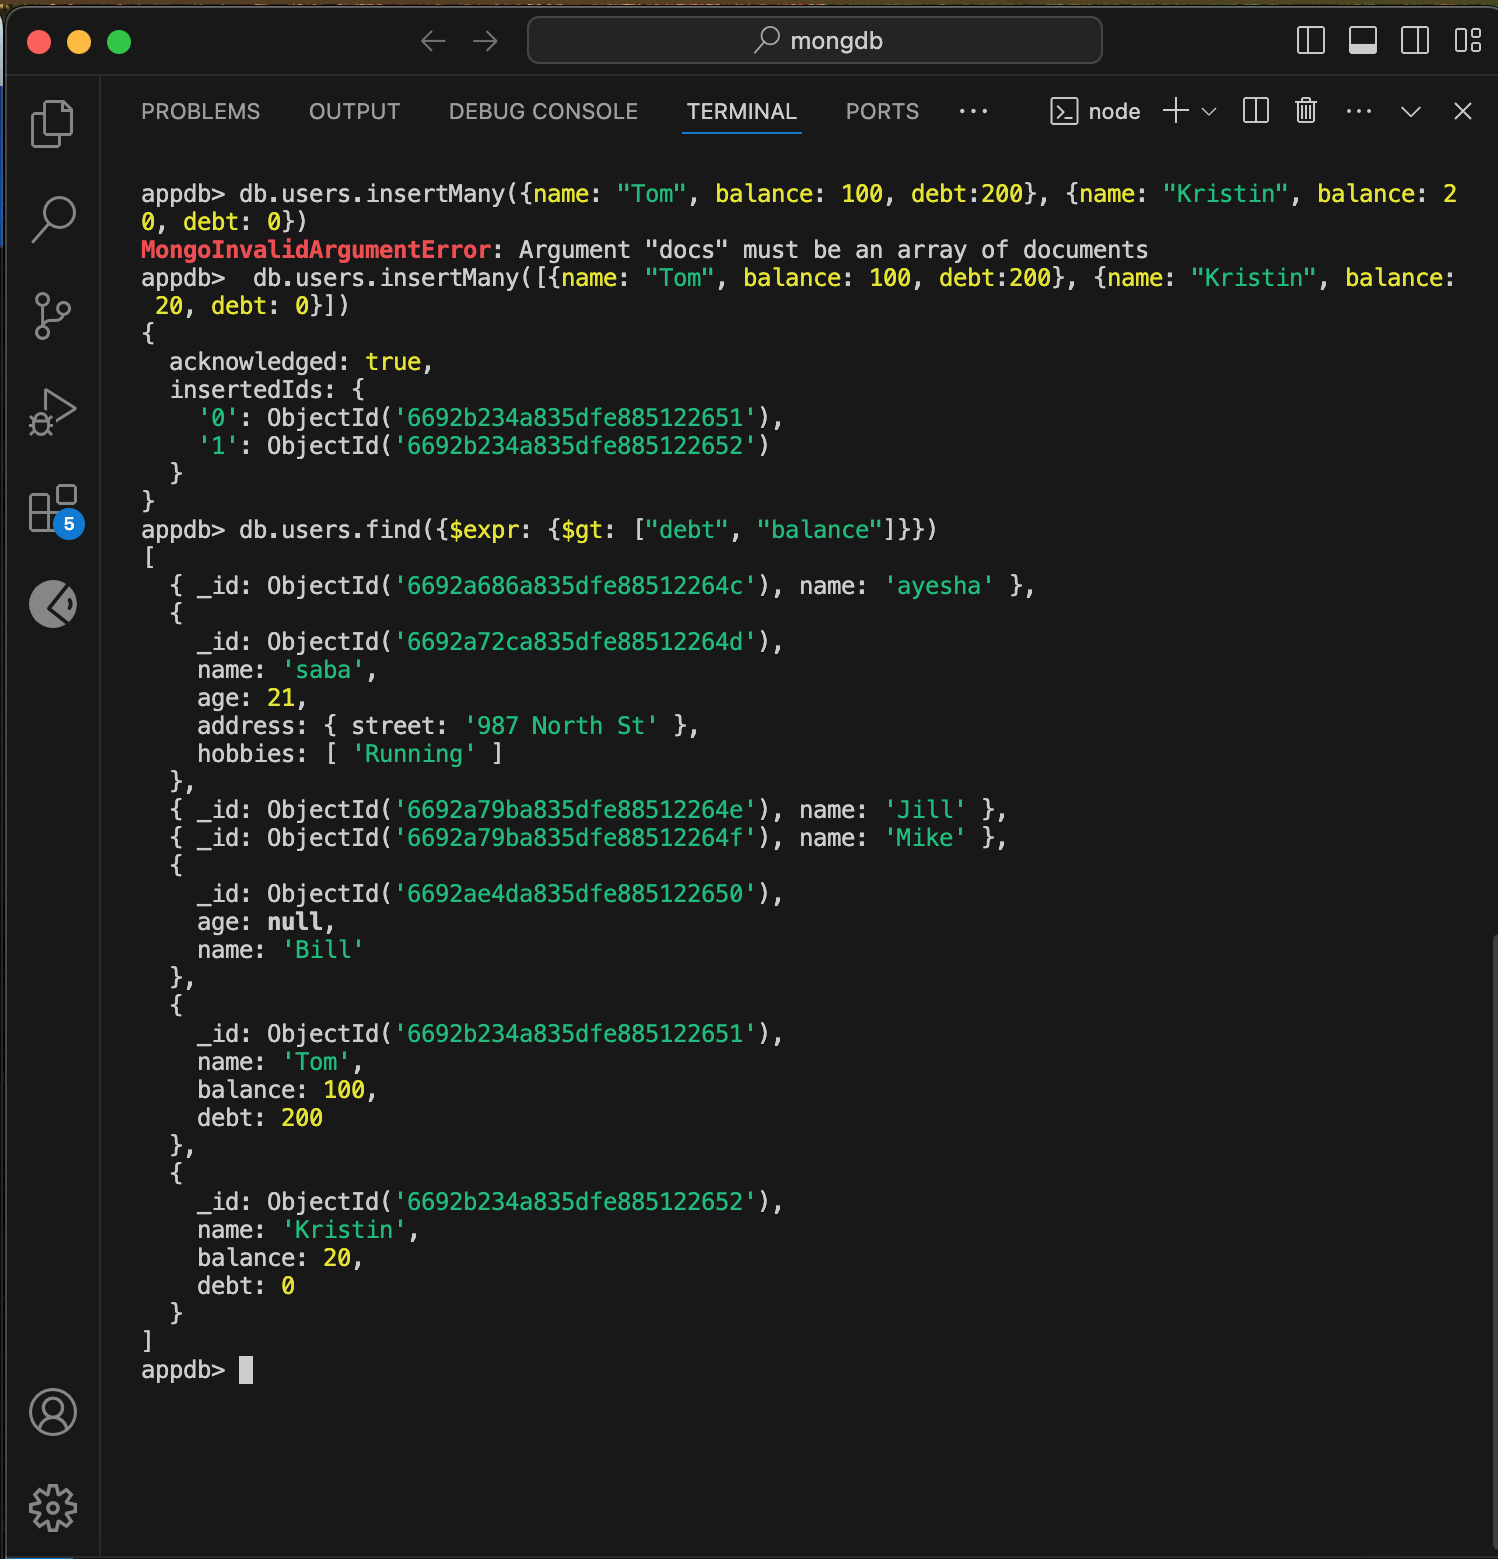 mongdb
PROBLEMS OUTPUT DEBUG CONSOLE TERMINAL PORTS ··· node ···
appdb> db.users.insertMany({name: "Tom", balance: 100, debt:200}, {name: "Kristin", balance: 2
0, debt: 0})
MongoInvalidArgumentError: Argument "docs" must be an array of documents
appdb>  db.users.insertMany([{name: "Tom", balance: 100, debt:200}, {name: "Kristin", balance:
 20, debt: 0}])
{
  acknowledged: true,
  insertedIds: {
    '0': ObjectId('6692b234a835dfe885122651'),
    '1': ObjectId('6692b234a835dfe885122652')
  }
}
appdb> db.users.find({$expr: {$gt: ["debt", "balance"]}})
[
  { _id: ObjectId('6692a686a835dfe88512264c'), name: 'ayesha' },
  {
    _id: ObjectId('6692a72ca835dfe88512264d'),
    name: 'saba',
    age: 21,
    address: { street: '987 North St' },
    hobbies: [ 'Running' ]
  },
  { _id: ObjectId('6692a79ba835dfe88512264e'), name: 'Jill' },
  { _id: ObjectId('6692a79ba835dfe88512264f'), name: 'Mike' },
  {
    _id: ObjectId('6692ae4da835dfe885122650'),
    age: null,
    name: 'Bill'
  },
  {
    _id: ObjectId('6692b234a835dfe885122651'),
    name: 'Tom',
    balance: 100,
    debt: 200
  },
  {
    _id: ObjectId('6692b234a835dfe885122652'),
    name: 'Kristin',
    balance: 20,
    debt: 0
  }
]
appdb>
5